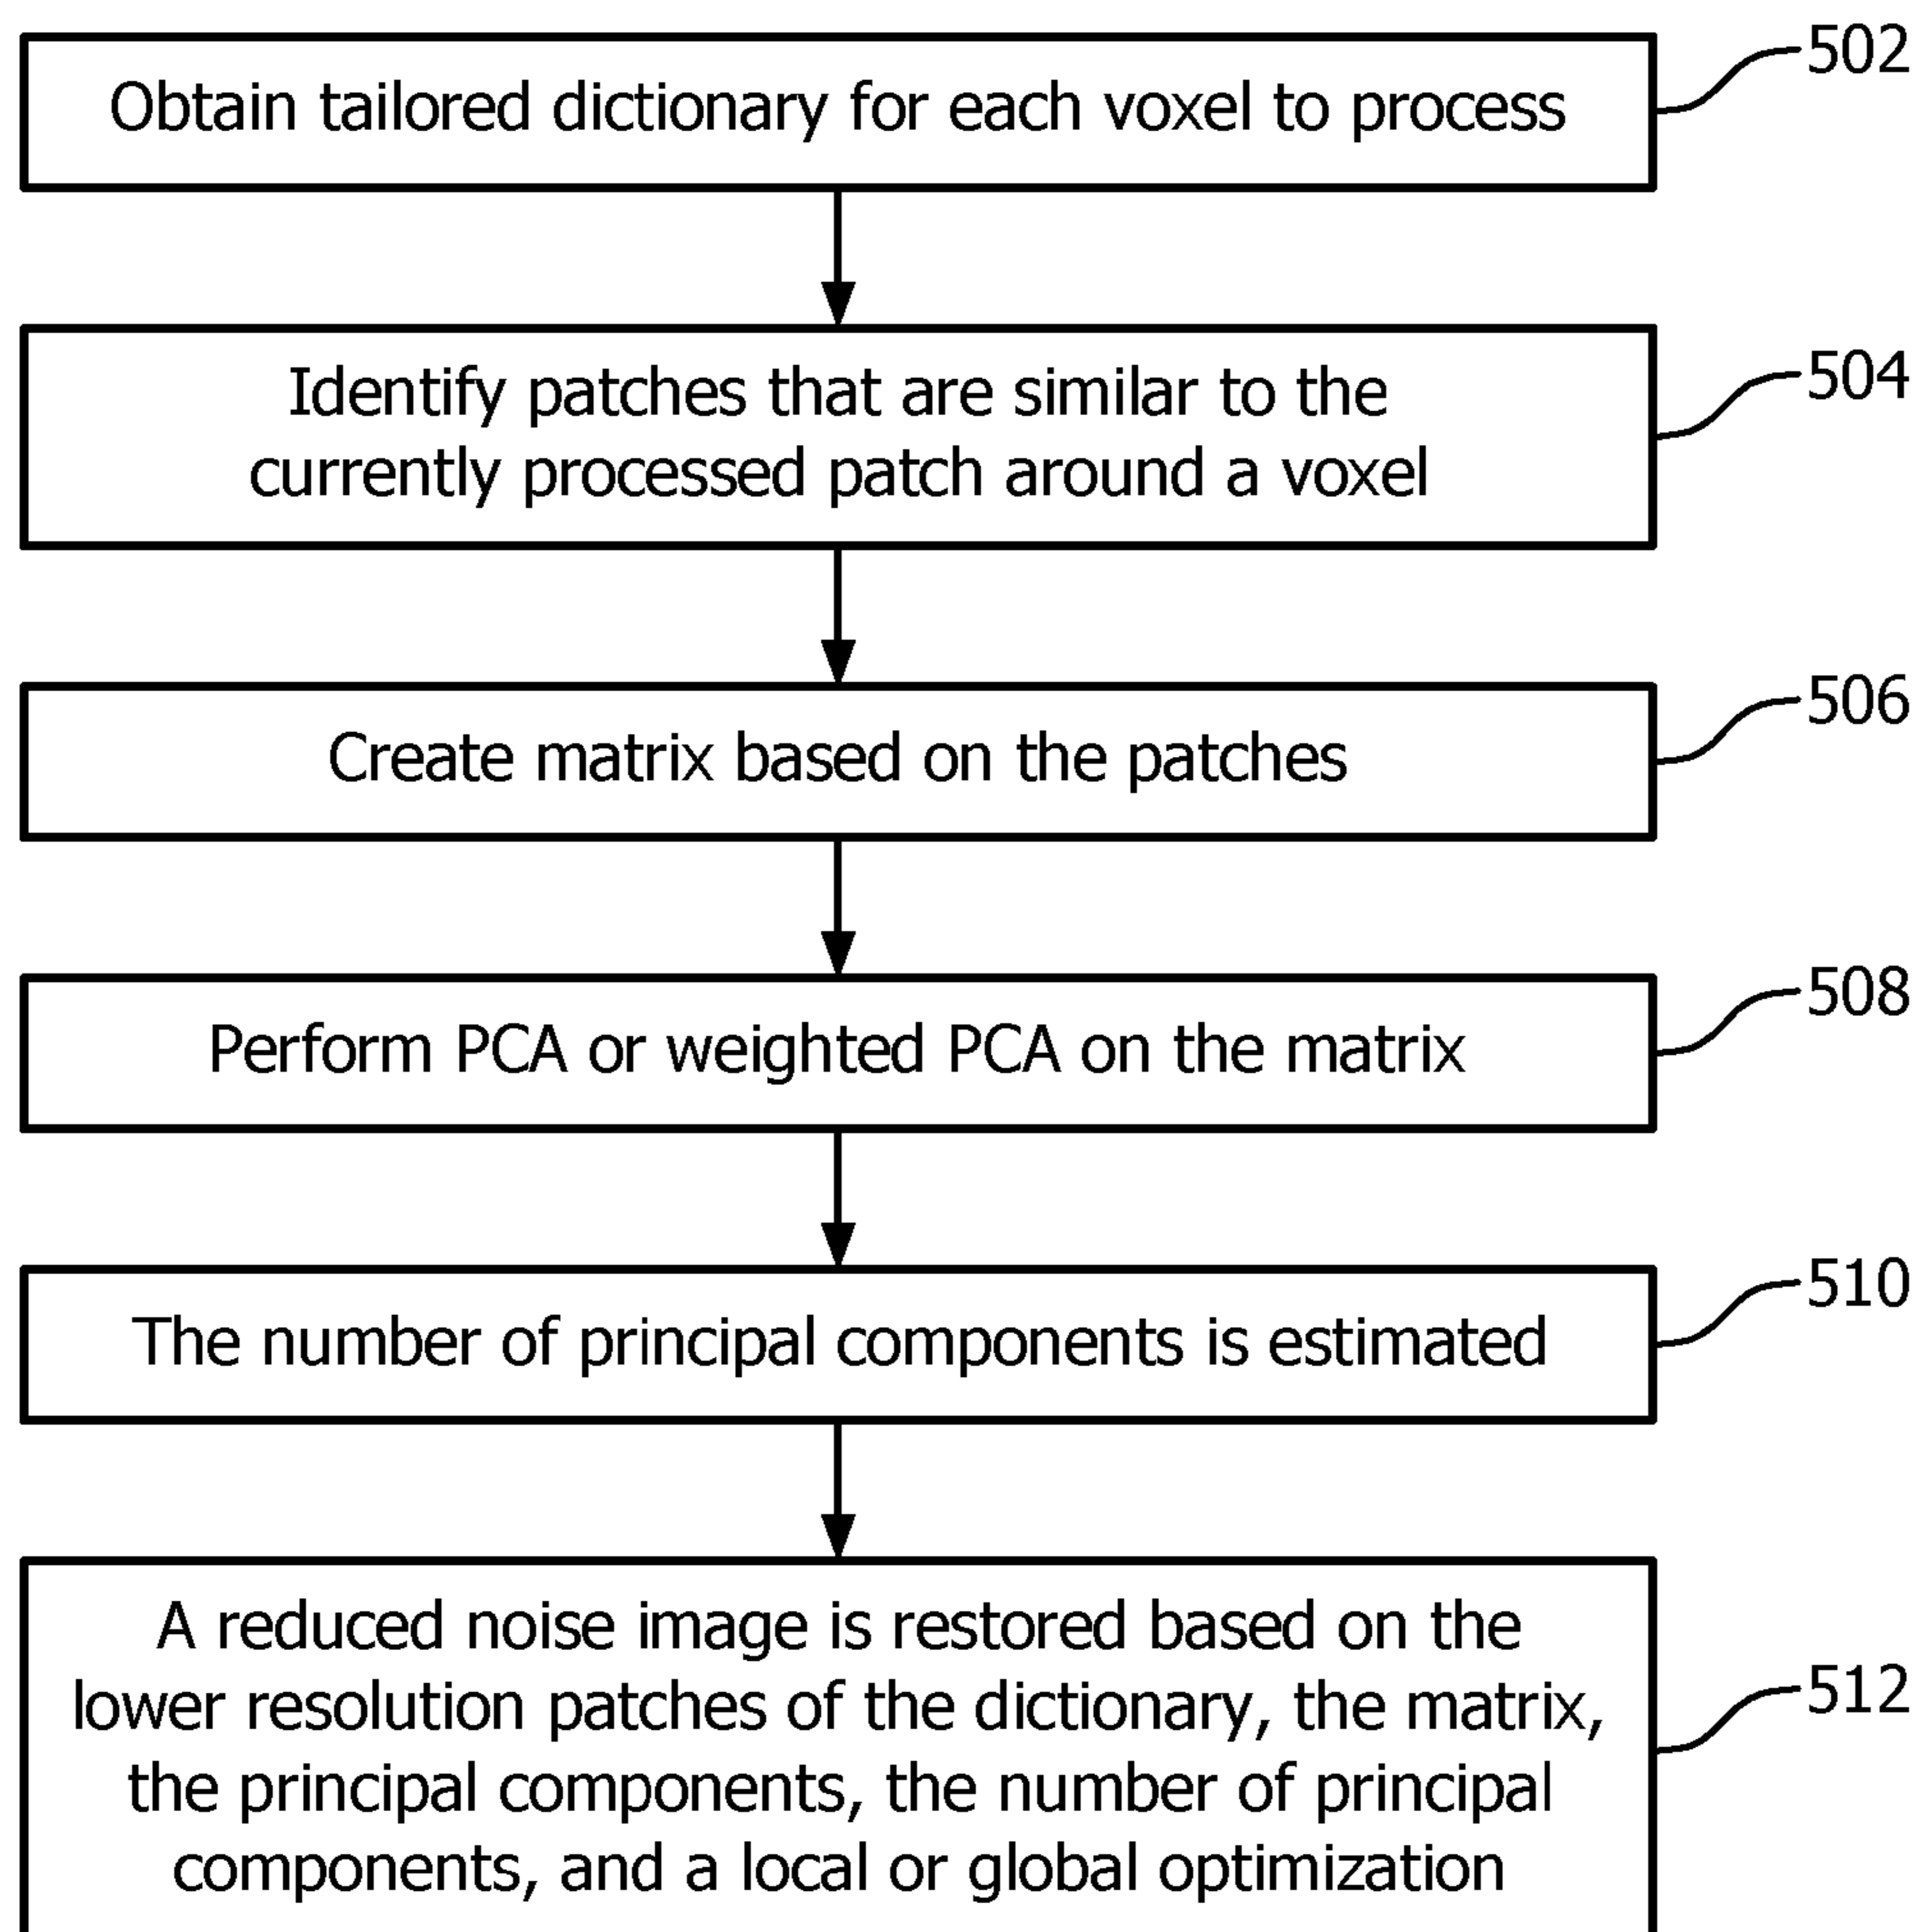 502
Obtain tailored dictionary for each voxel to process
504
Identify patches that are similar to the
currently processed patch around a voxel
506
Create matrix based on the patches
508
Perform PCA or weighted PCA on the matrix
510
The number of principal components is estimated
A reduced noise image is restored based on the
512
lower resolution patches of the dictionary, the matrix,
the principal components, the number of principal
components, and a local or global optimization